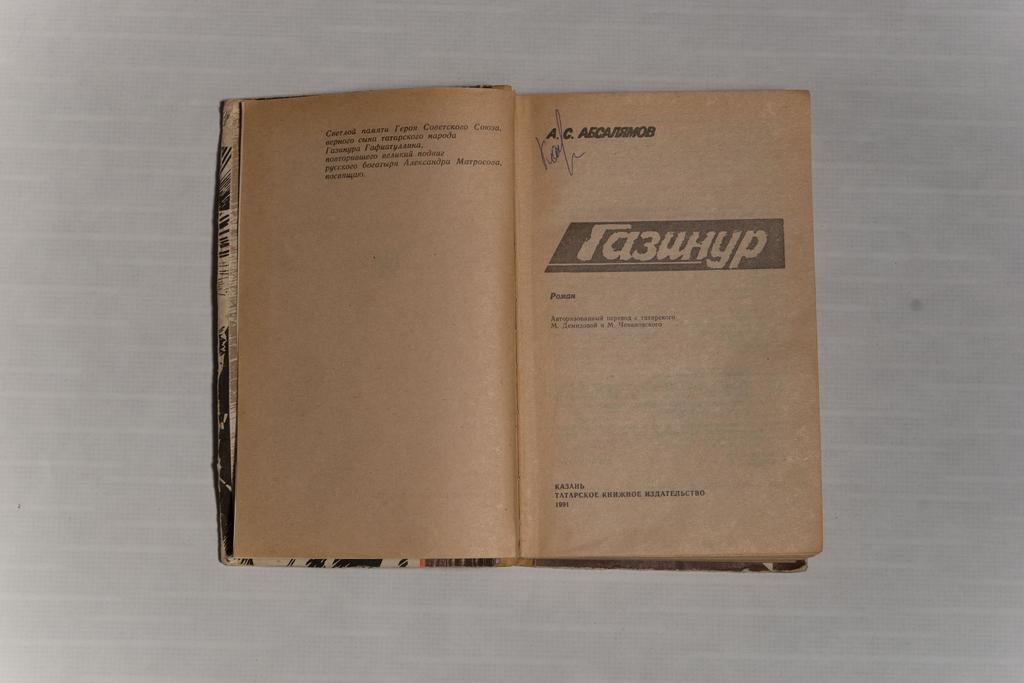 Светлой памяти Героя Советского Союза,
верного сына татарского народа
Газинура Гафиатуллина,
повторившего великий подвиг
русского богатыря Александра Матросова,
посвящаю.
А. С. АБСАЛЯМОВ
Газинур
Роман
Авторизованный перевод с татарского
М. Демидовой и М. Чечановского
КАЗАНЬ
ТАТАРСКОЕ КНИЖНОЕ ИЗДАТЕЛЬСТВО
1991